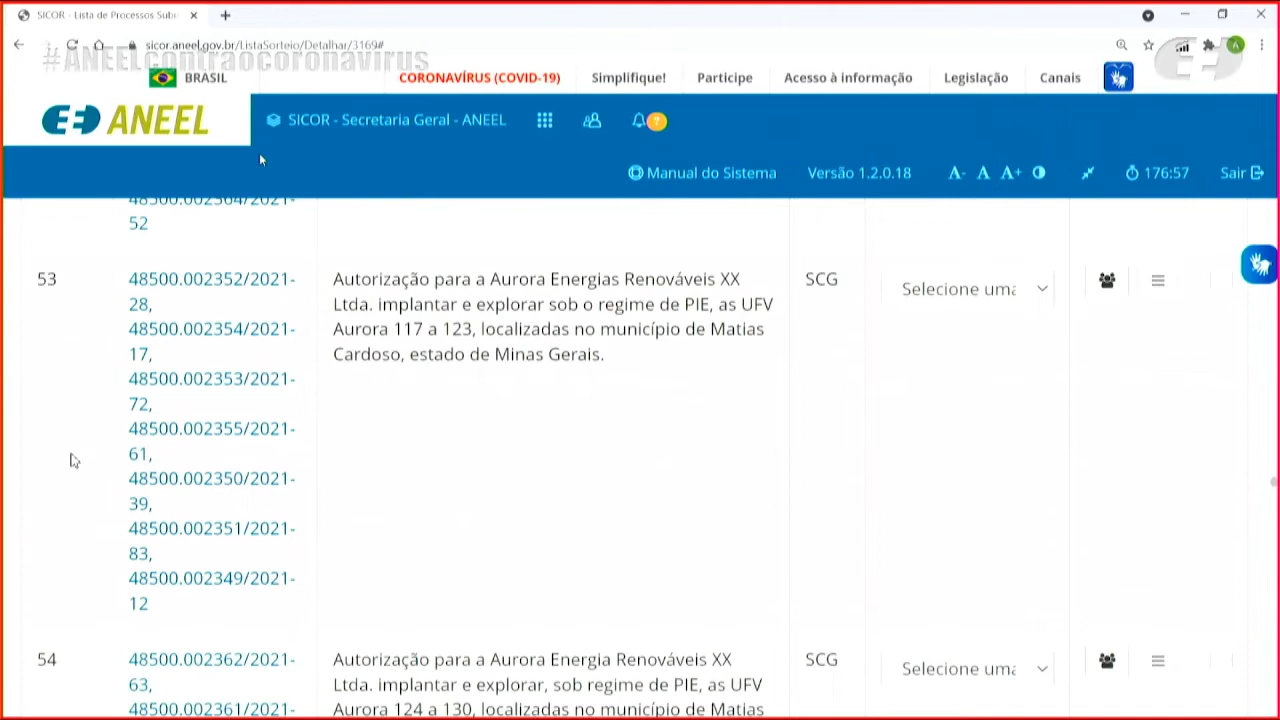 SICOR - Lista de Processos Sub
sicor.aneel.gov.br/ListaSorteio/Detalhar/3169#
#ANEELcontraocoronavirus
BRASIL
CORONAVÍRUS (COVID-19)
Simplifique!
Participe
Acesso à informação
Legislação
Canais
ANEEL
SICOR - Secretaria Geral - ANEEL
Manual do Sistema
Versão 1.2.0.18
A- A A+
176:57
Sair
48500.002364/2021-
52
53
48500.002352/2021-
28,
48500.002354/2021-
17,
48500.002353/2021-
72,
48500.002355/2021-
61,
48500.002350/2021-
39,
48500.002351/2021-
83,
48500.002349/2021-
12
Autorização para a Aurora Energias Renováveis XX
Ltda. implantar e explorar sob o regime de PIE, as UFV
Aurora 117 a 123, localizadas no município de Matias
Cardoso, estado de Minas Gerais.
SCG
Selecione uma
54
48500.002362/2021-
63,
48500.002361/2021-
Autorização para a Aurora Energia Renováveis XX
Ltda. implantar e explorar, sob regime de PIE, as UFV
Aurora 124 a 130, localizadas no município de Matias
SCG
Selecione uma